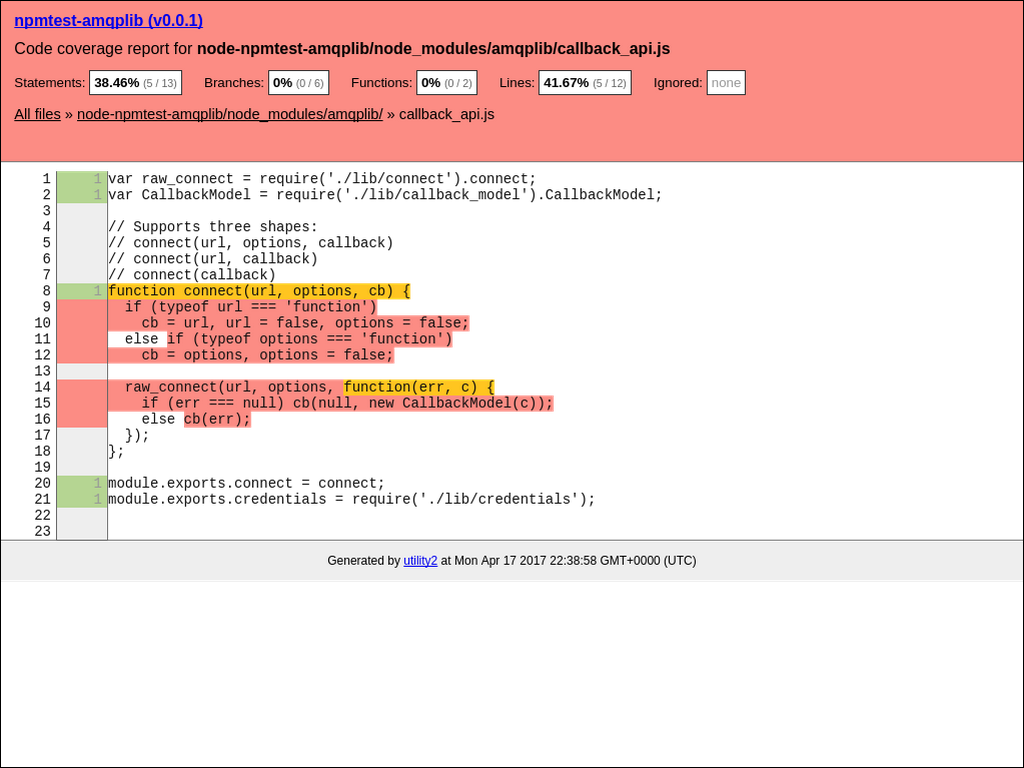 npmtest-amqplib (v0.0.1)
Code coverage report for node-npmtest-amqplib/node_modules/amqplib/callback_api.js
Statements: 38.46% (5 / 13) Branches: 0% (0 / 6) Functions: 0% (0 / 2) Lines: 41.67% (5 / 12) Ignored: none
All files » node-npmtest-amqplib/node_modules/amqplib/ » callback_api.js
1 1 var raw_connect = require('./lib/connect').connect;
2 1 var CallbackModel = require('./lib/callback_model').CallbackModel;
3
4 // Supports three shapes:
5 // connect(url, options, callback)
6 // connect(url, callback)
7 // connect(callback)
8 1 function connect(url, options, cb) {
9 if (typeof url === 'function')
10 cb = url, url = false, options = false;
11 else if (typeof options === 'function')
12 cb = options, options = false;
13
14 raw_connect(url, options, function(err, c) {
15 if (err === null) cb(null, new CallbackModel(c));
16 else cb(err);
17 });
18 };
19
20 1 module.exports.connect = connect;
21 1 module.exports.credentials = require('./lib/credentials');
22
23
Generated by utility2 at Mon Apr 17 2017 22:38:58 GMT+0000 (UTC)